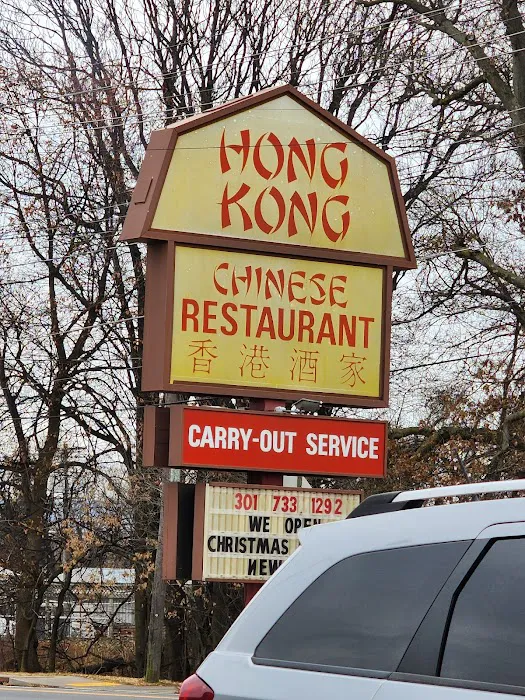 HONG
KONG
CHINESE
RESTAURANT
香港酒家
CARRY-OUT SERVICE
301 733, 1292
WE OPEN
CHRISTMAS
NEW